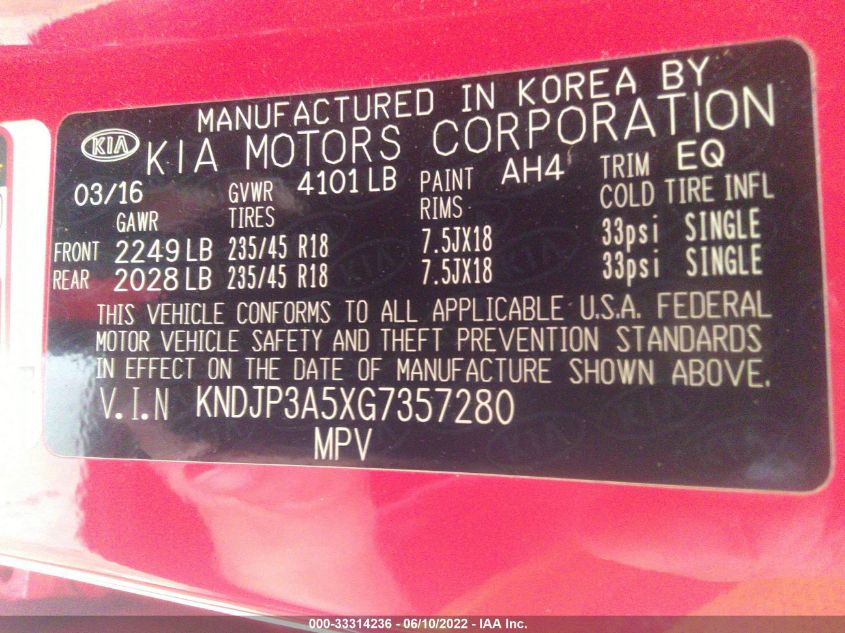 MANUFACTURED IN KOREA BY
KIA KIA MOTORS CORPORATION
03/16 GVWR 4101 LB PAINT AH4 TRIM EQ
GAWR TIRES RIMS COLD TIRE INFL
FRONT 2249 LB 235/45 R18 7.5JX18 33psi SINGLE
REAR 2028 LB 235/45 R18 7.5JX18 33psi SINGLE
THIS VEHICLE CONFORMS TO ALL APPLICABLE U.S.A. FEDERAL
MOTOR VEHICLE SAFETY AND THEFT PREVENTION STANDARDS
IN EFFECT ON THE DATE OF MANUFACTURE SHOWN ABOVE.
V.I.N KNDJP3A5XG7357280
MPV
000-33314236 - 06/10/2022 - IAA Inc.